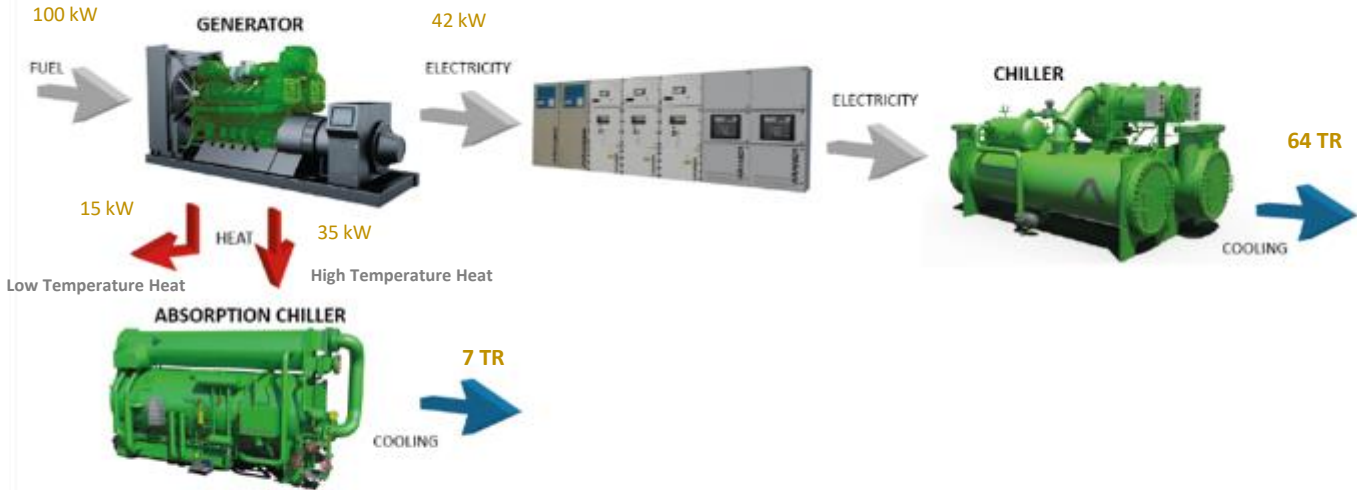 100 kW
GENERATOR
42 kW
FUEL
ELECTRICITY
CHILLER
ELECTRICITY
64 TR
15 kW
HEAT
35 kW
COOLING
Low Temperature Heat
High Temperature Heat
ABSORPTION CHILLER
7 TR
COOLING